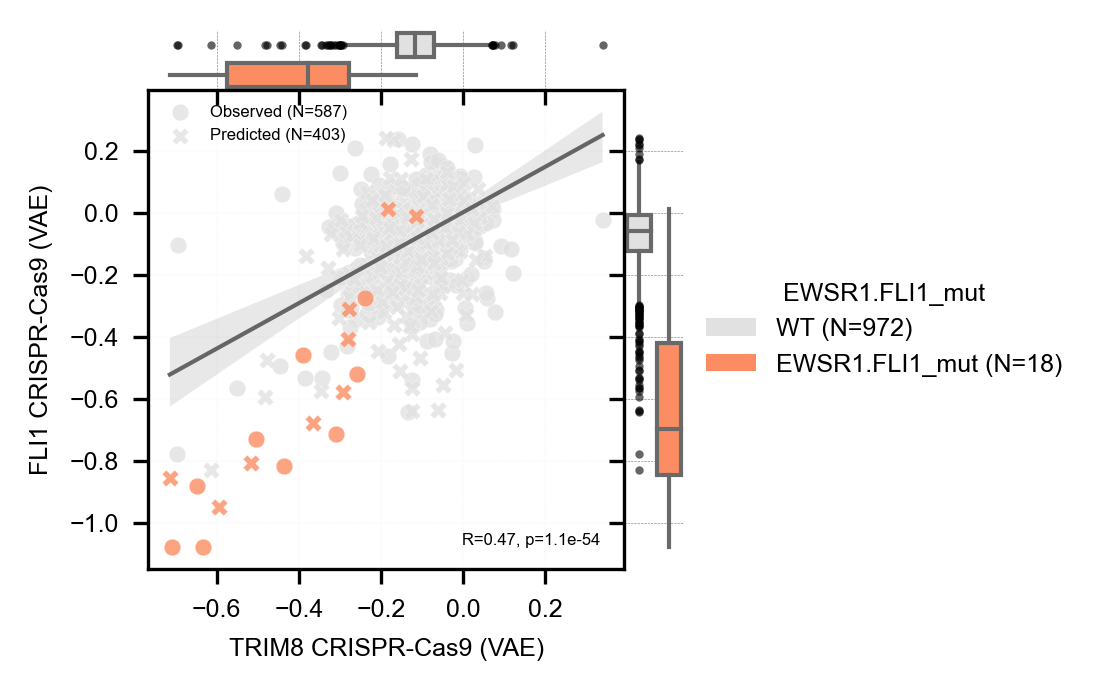 Observed (N=587)
Predicted (N=403)
0.2
0.0
−0.2
−0.4
−0.6
−0.8
−1.0
FLI1 CRISPR-Cas9 (VAE)
R=0.47, p=1.1e-54
−0.6
−0.4
−0.2
0.0
0.2
TRIM8 CRISPR-Cas9 (VAE)
EWSR1.FLI1_mut
WT (N=972)
EWSR1.FLI1_mut (N=18)